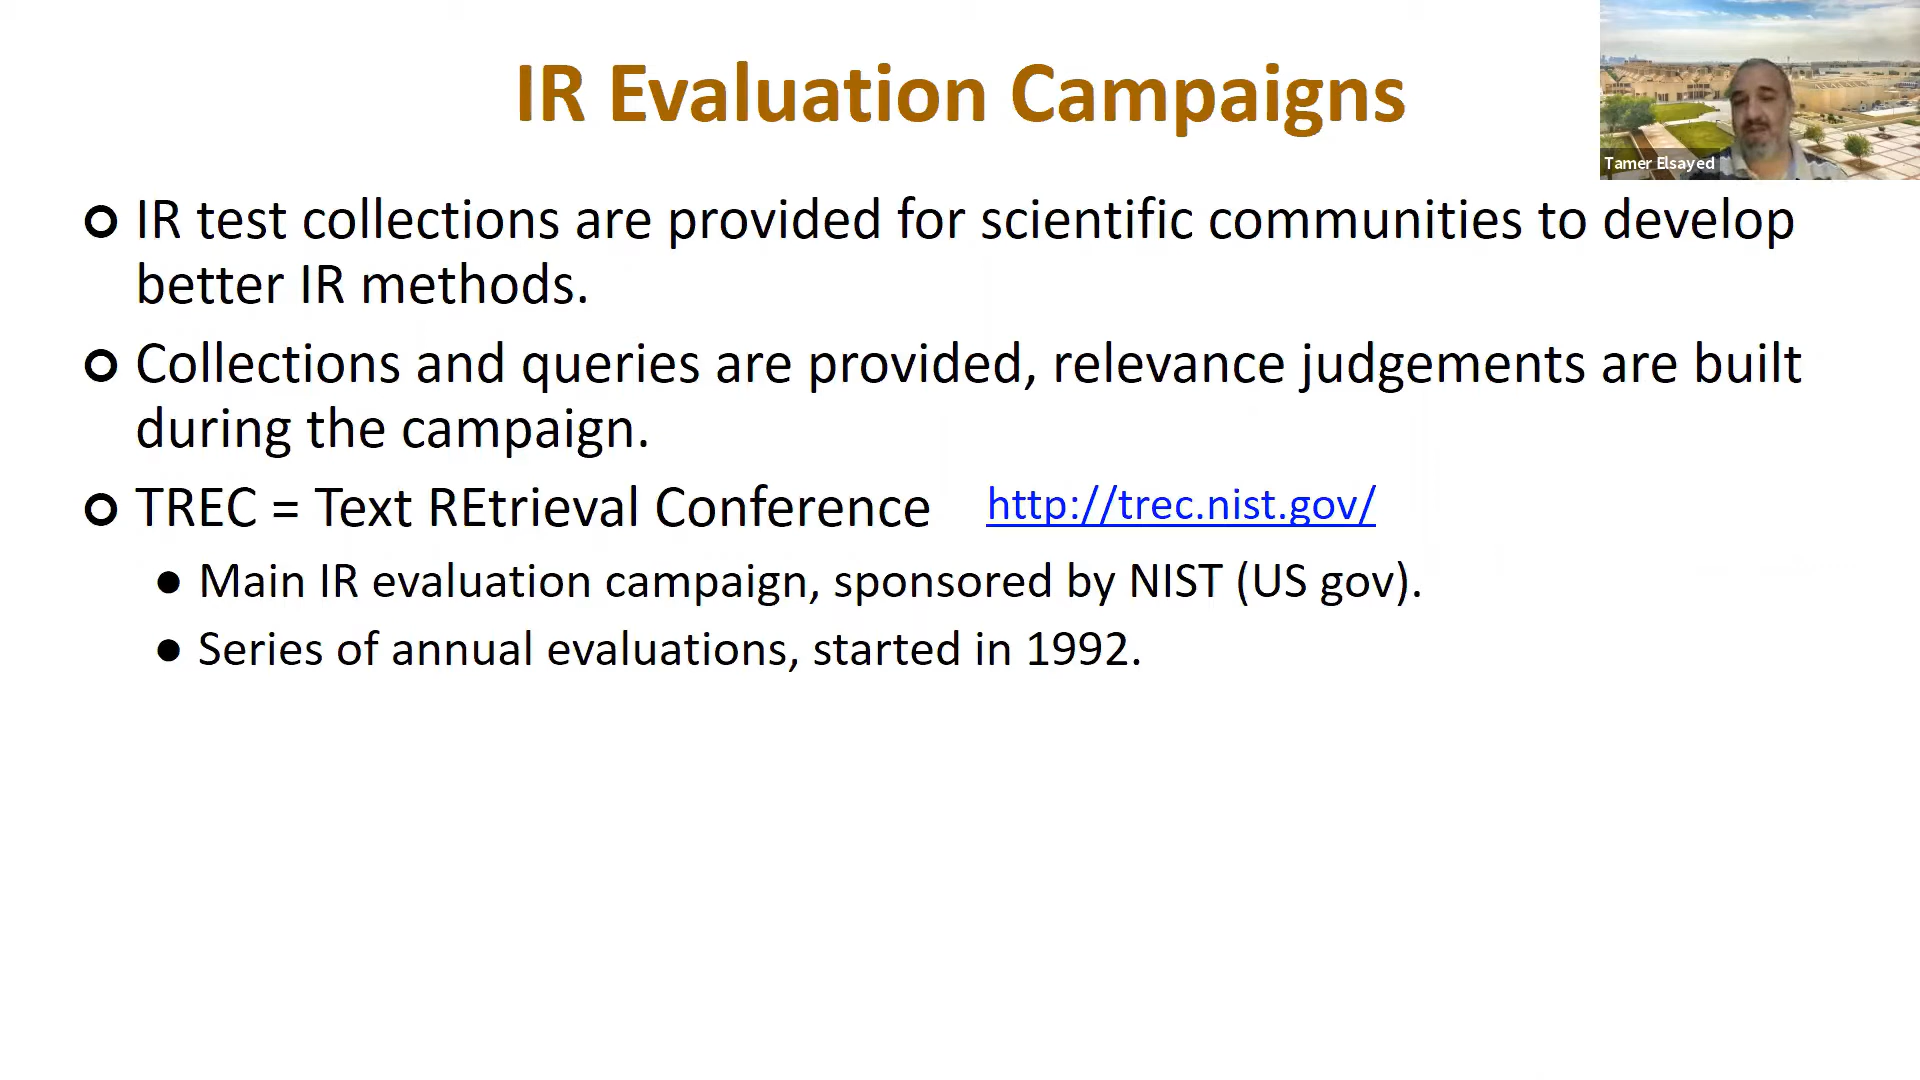 IR Evaluation Campaigns
Tamer Elsayed
IR test collections are provided for scientific communities to develop
better IR methods.
Collections and queries are provided, relevance judgements are built
during the campaign.
TREC = Text REtrieval Conference http://trec.nist.gov/
Main IR evaluation campaign, sponsored by NIST (US gov).
Series of annual evaluations, started in 1992.